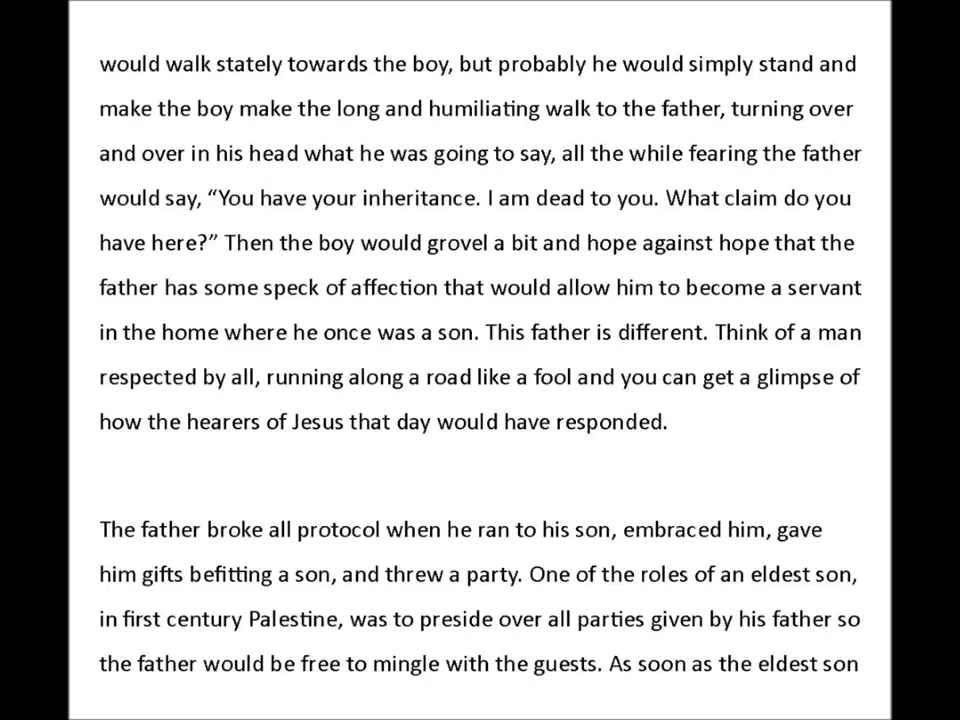 would walk stately towards the boy, but probably he would simply stand and
make the boy make the long and humiliating walk to the father, turning over
and over in his head what he was going to say, all the while fearing the father
would say, “You have your inheritance. I am dead to you. What claim do you
have here?” Then the boy would grovel a bit and hope against hope that the
father has some speck of affection that would allow him to become a servant
in the home where he once was a son. This father is different. Think of a man
respected by all, running along a road like a fool and you can get a glimpse of
how the hearers of Jesus that day would have responded.
The father broke all protocol when he ran to his son, embraced him, gave
him gifts befitting a son, and threw a party. One of the roles of an eldest son,
in first century Palestine, was to preside over all parties given by his father so
the father would be free to mingle with the guests. As soon as the eldest son